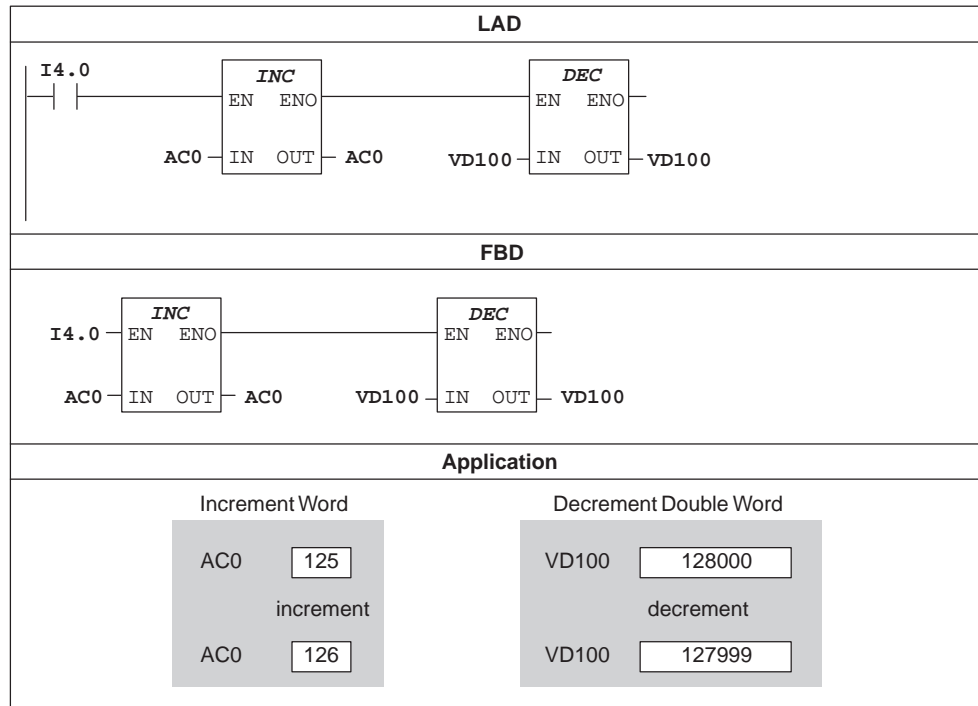 LAD
I4.0
INC
DEC
EN ENO
EN ENO
AC0 IN OUT AC0
VD100 IN OUT VD100
FBD
INC
DEC
I4.0 EN ENO
EN ENO
AC0 IN OUT AC0
VD100 IN OUT VD100
Application
Increment Word
Decrement Double Word
AC0 125
VD100 128000
increment
decrement
AC0 126
VD100 127999